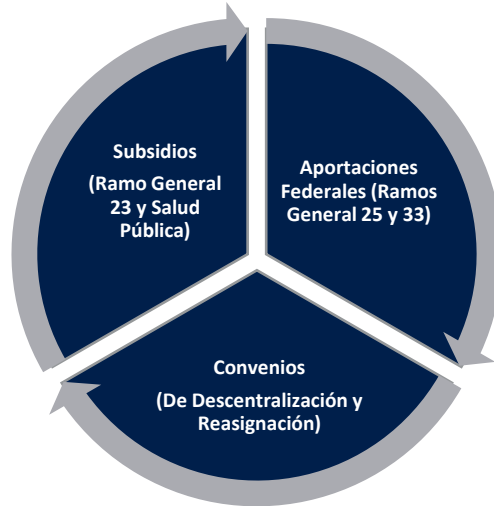 Subsidios
(Ramo General
23 y Salud
Pública)
Aportaciones
Federales (Ramos
General 25 y 33)
Convenios
(De Descentralización y
Reasignación)